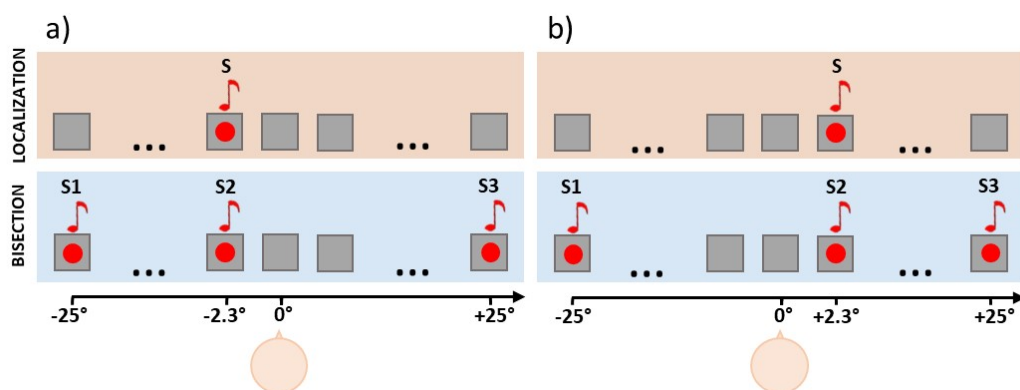 a)
LOCALIZATION
S
...
...
BISECTION
S1
S2
S3
...
...
-25°
-2.3°
0°
+25°
b)
S
...
...
S1
S2
S3
...
...
-25°
0°
+2.3°
+25°